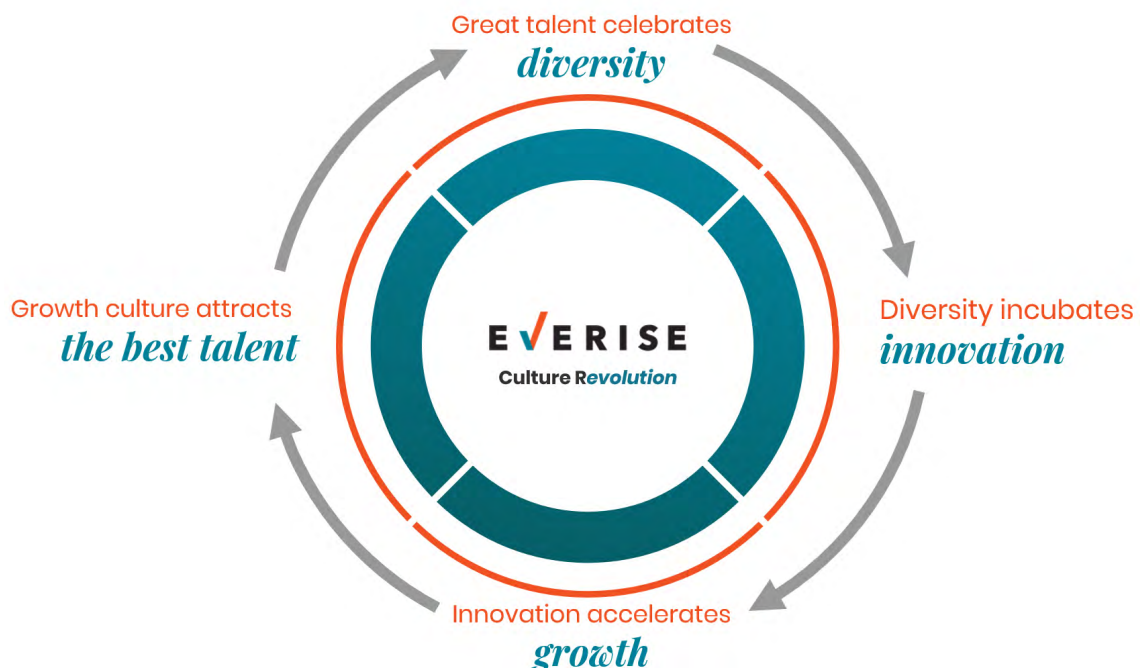 Great talent celebrates
diversity
Diversity incubates
innovation
Innovation accelerates
growth
Growth culture attracts
the best talent
EVERISE
Culture Revolution